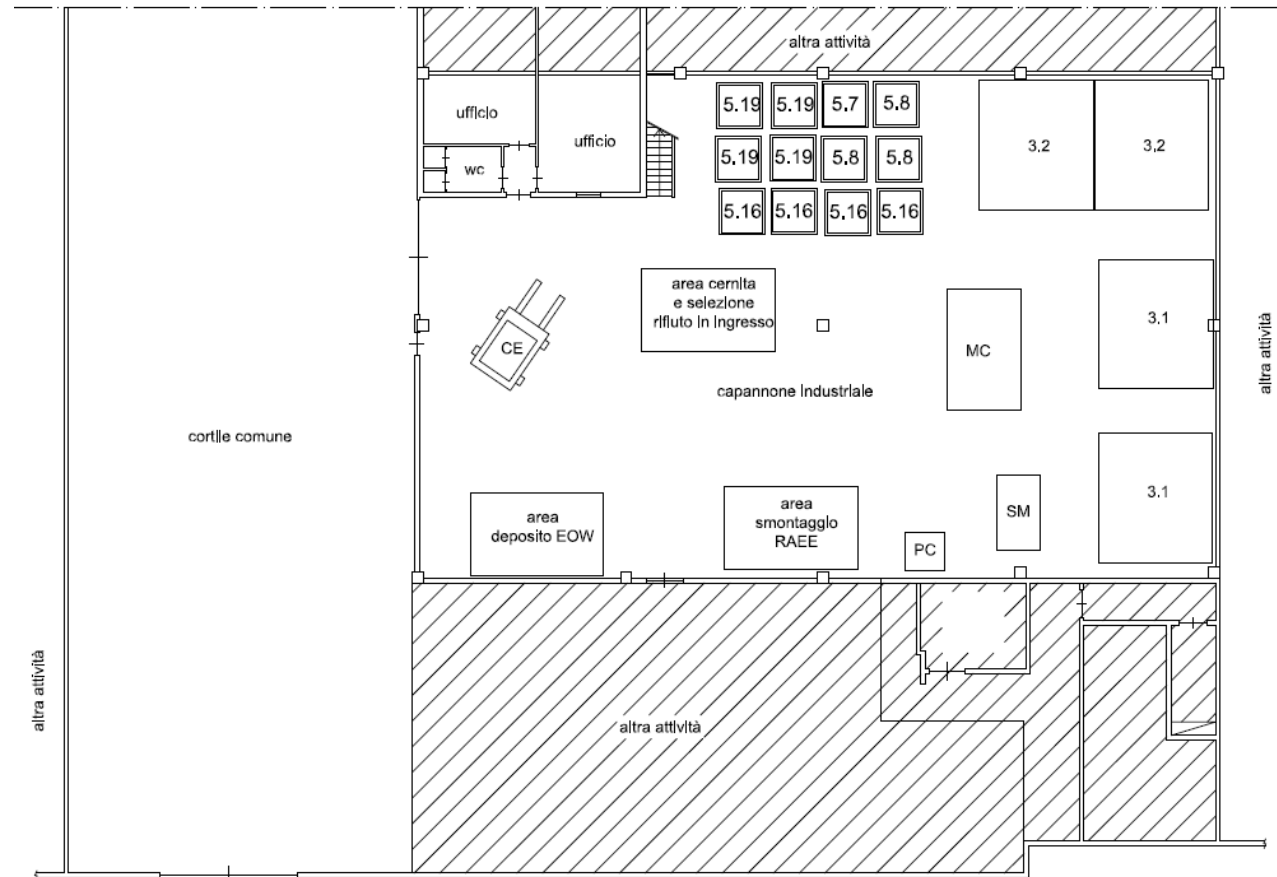 altra attività
ufficio
ufficio
wc
5.19
5.19
5.7
5.8
5.19
5.19
5.8
5.8
5.16
5.16
5.16
5.16
3.2
3.2
area cernita
e selezione
rifiuto in ingresso
CE
MC
3.1
altra attività
capannone industriale
cortile comune
3.1
area
deposito EOW
area
smontaggio
RAEE
SM
PC
altra attività
altra attività